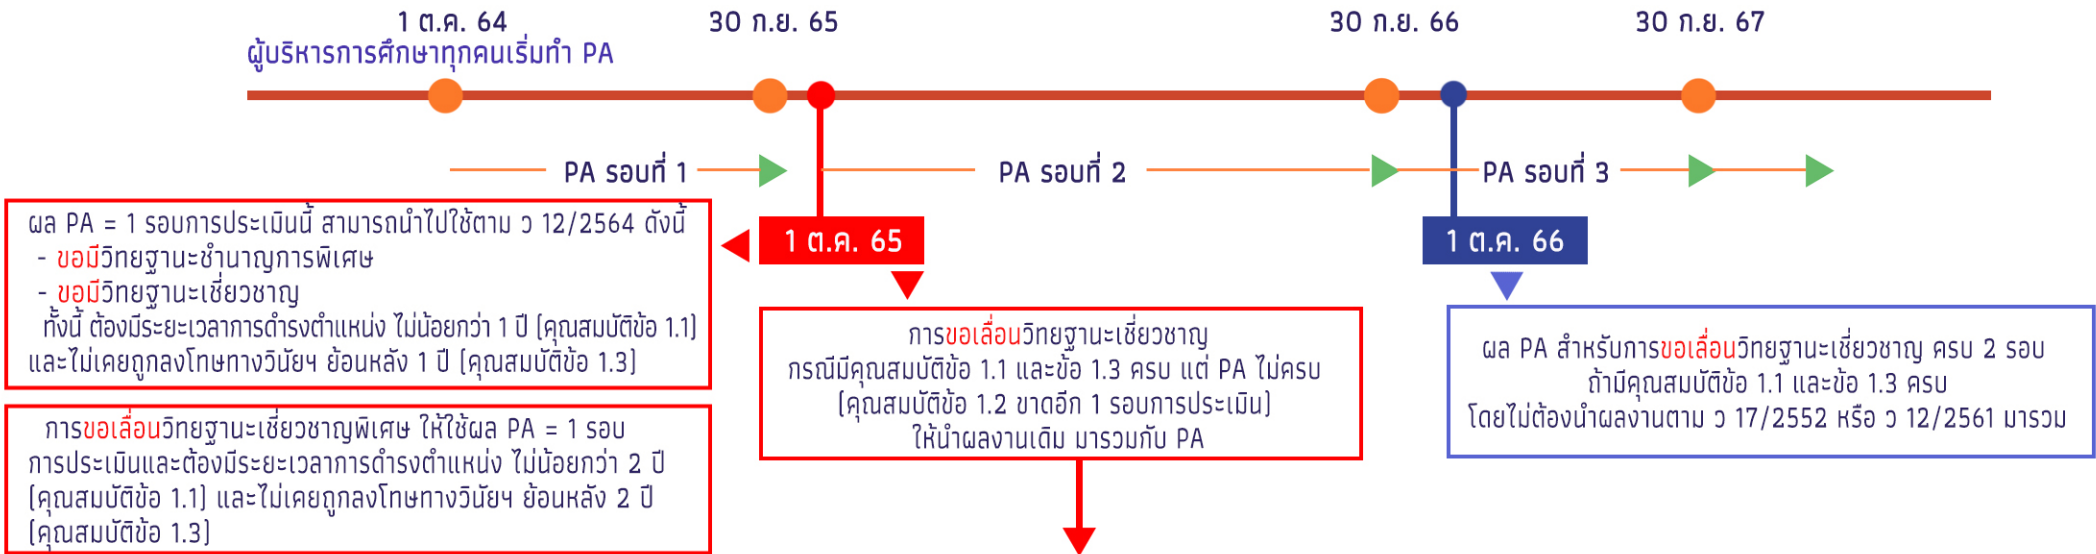 1 ต.ค. 64
30 ก.ย. 65
30 ก.ย. 66
30 ก.ย. 67
ผู้บริหารการศึกษาทุกคนเริ่มทำ PA
PA รอบที่ 1
PA รอบที่ 2
PA รอบที่ 3
1 ต.ค. 65
1 ต.ค. 66
ผล PA = 1 รอบการประเมินนี้ สามารถนำไปใช้ตาม ว 12/2564 ดังนี้
- ขอมีวิทยฐานะชำนาญการพิเศษ
- ขอมีวิทยฐานะเชี่ยวชาญ
ทั้งนี้ ต้องมีระยะเวลาการดำรงตำแหน่ง ไม่น้อยกว่า 1 ปี (คุณสมบัติข้อ 1.1)
และไม่เคยถูกลงโทษทางวินัยฯ ย้อนหลัง 1 ปี (คุณสมบัติข้อ 1.3)
การขอเลื่อนวิทยฐานะเชี่ยวชาญพิเศษ ให้ใช้ผล PA = 1 รอบ
การประเมินและต้องมีระยะเวลาการดำรงตำแหน่ง ไม่น้อยกว่า 2 ปี
(คุณสมบัติข้อ 1.1) และไม่เคยถูกลงโทษทางวินัยฯ ย้อนหลัง 2 ปี
(คุณสมบัติข้อ 1.3)
การขอเลื่อนวิทยฐานะเชี่ยวชาญ
กรณีมีคุณสมบัติข้อ 1.1 และข้อ 1.3 ครบ แต่ PA ไม่ครบ
(คุณสมบัติข้อ 1.2 ขาดอีก 1 รอบการประเมิน)
ให้นำผลงานเดิม มารวมกับ PA
ผล PA สำหรับการขอเลื่อนวิทยฐานะเชี่ยวชาญ ครบ 2 รอบ
ถ้ามีคุณสมบัติข้อ 1.1 และข้อ 1.3 ครบ
โดยไม่ต้องนำผลงานตาม ว 17/2552 หรือ ว 12/2561 มารวม